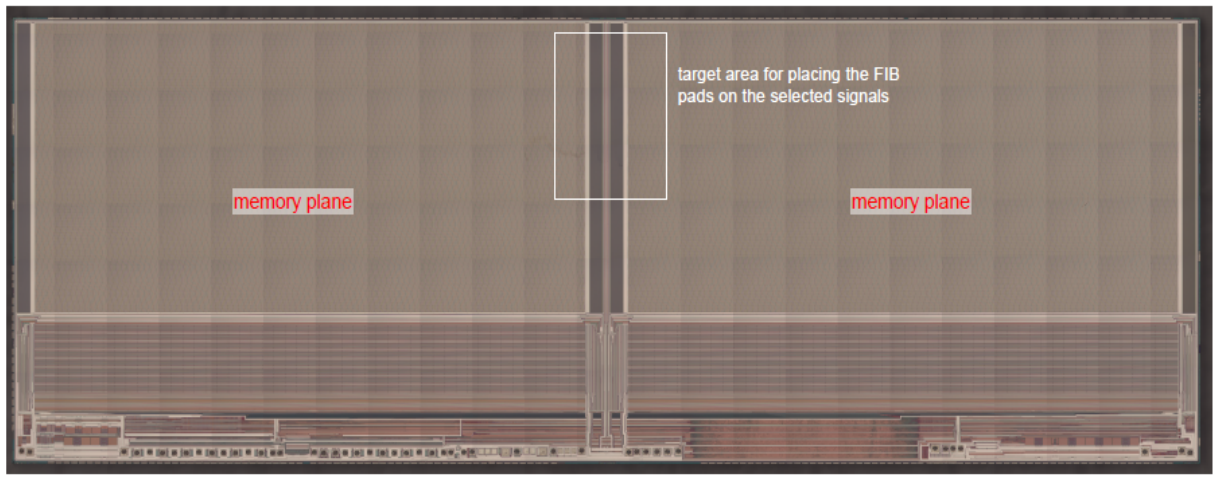 target area for placing the FIB
pads on the selected signals
memory plane
memory plane